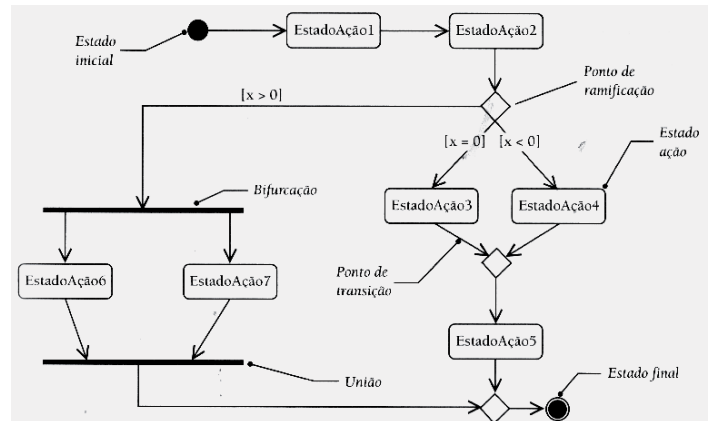 Estado
inicial
EstadoAção1
EstadoAção2
Ponto de
ramificação
[x > 0]
[x = 0]
[x < 0]
Estado
ação
Bifurcação
EstadoAção3
EstadoAção4
EstadoAção6
EstadoAção7
Ponto de
transição
EstadoAção5
União
Estado final